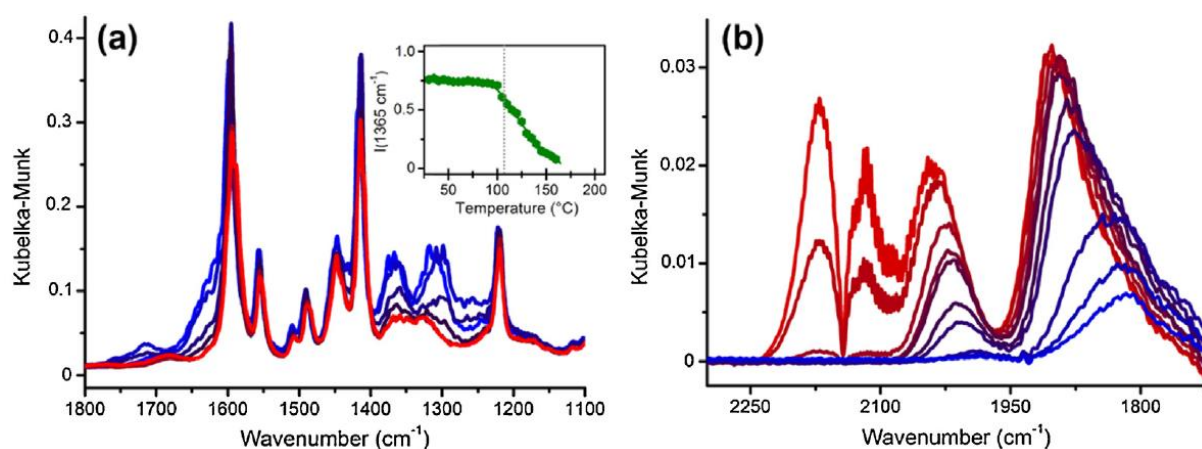 (a)
Kubelka-Munk
0.4
0.3
0.2
0.1
0
1800 1700 1600 1500 1400 1300 1200 1100
Wavenumber (cm⁻¹)
I(1365 cm⁻¹)
1.0
0.5
0
50 100 150 200
Temperature (°C)
(b)
Kubelka-Munk
0.03
0.02
0.01
0
2250 2100 1950 1800
Wavenumber (cm⁻¹)